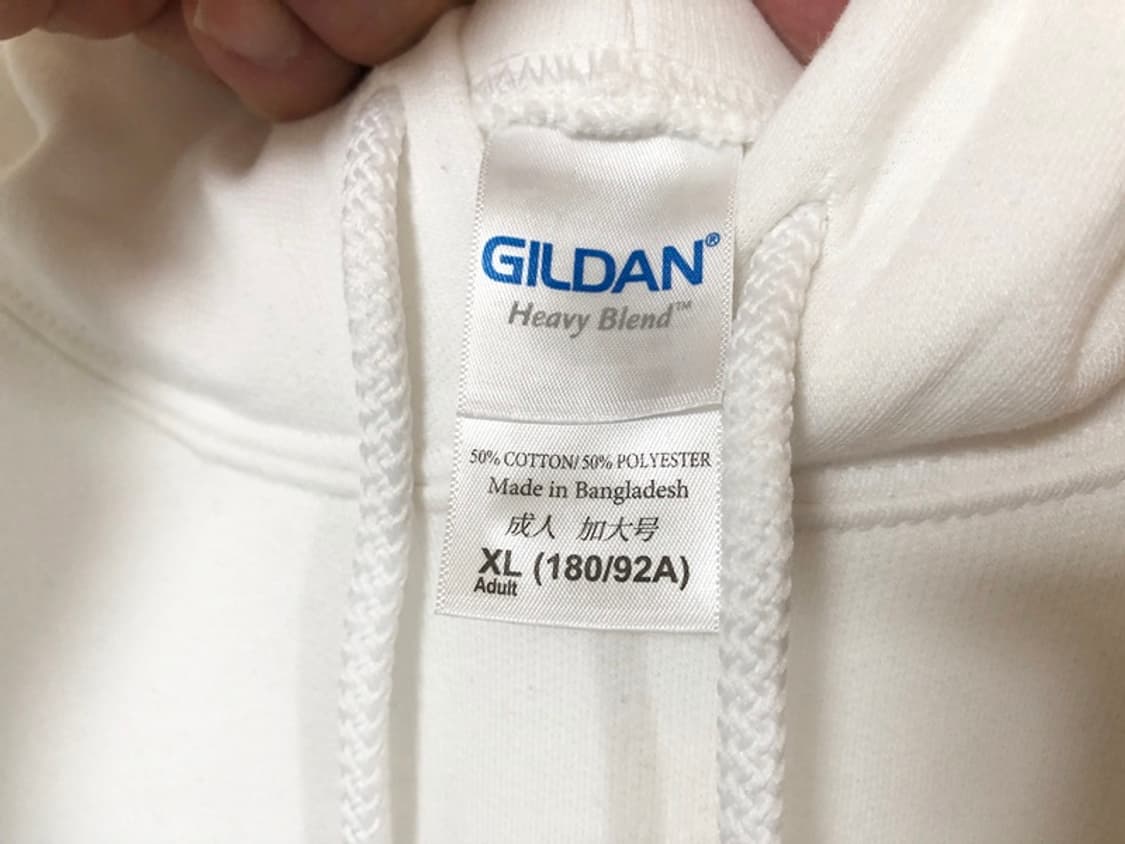 GILDAN®
Heavy Blend™
50% COTTON/ 50% POLYESTER
Made in Bangladesh
成人 加大号
XL (180/92A)
Adult